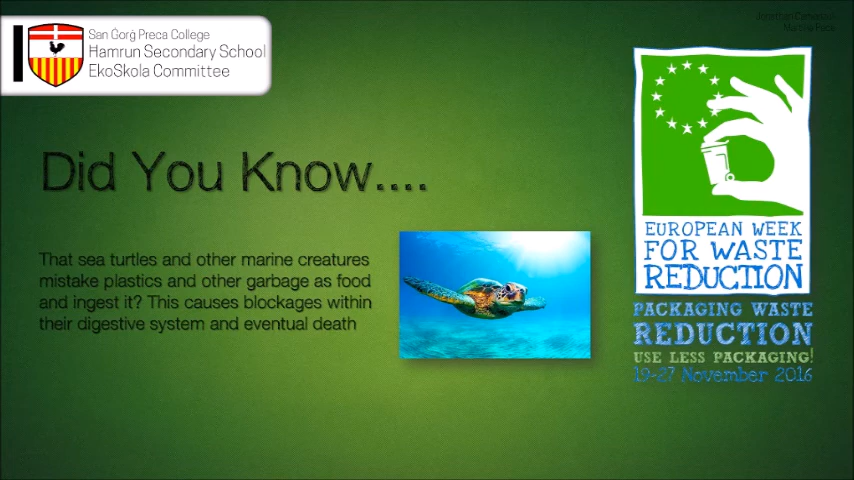 San Ġorġ Preca College
Hamrun Secondary School
EkoSkola Committee
Did You Know....
That sea turtles and other marine creatures
mistake plastics and other garbage as food
and ingest it? This causes blockages within
their digestive system and eventual death
EUROPEAN WEEK
FOR WASTE
REDUCTION
PACKAGING WASTE
REDUCTION
USE LESS PACKAGING!
19-27 November 2016